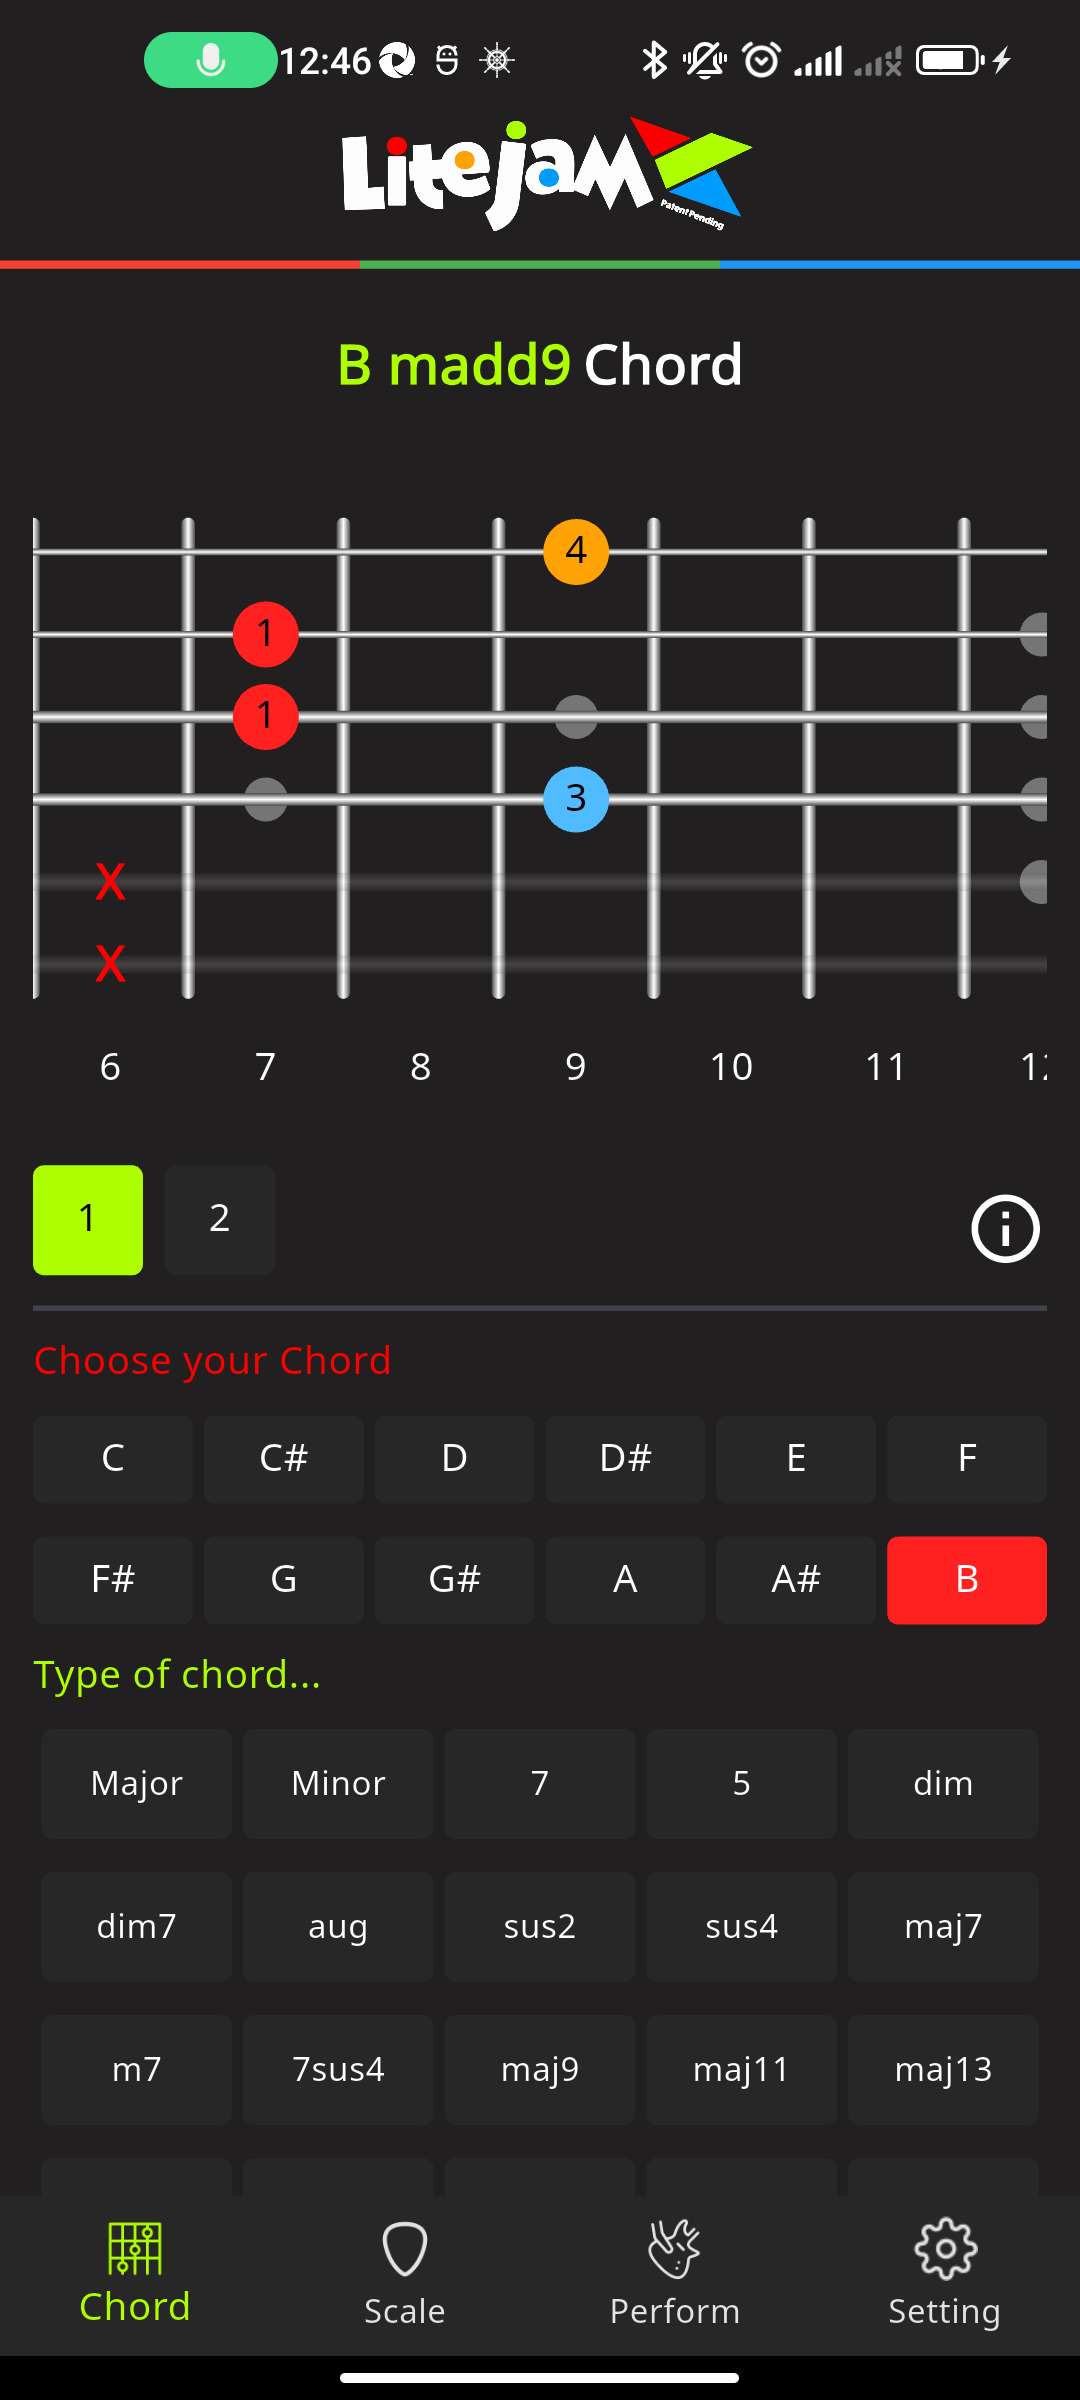 12:46
LiteJam
Patent Pending
B madd9 Chord
4
1
1
3
X
X
6 7 8 9 10 11
1 2
Choose your Chord
C C# D D# E F
F# G G# A A# B
Type of chord...
Major Minor 7 5 dim
dim7 aug sus2 sus4 maj7
m7 7sus4 maj9 maj11 maj13
Chord Scale Perform Setting